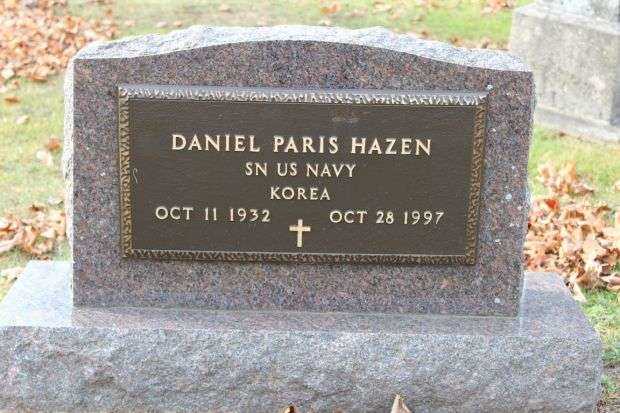 DANIEL PARIS HAZEN
SN US NAVY
KOREA
OCT 11 1932 OCT 28 1997